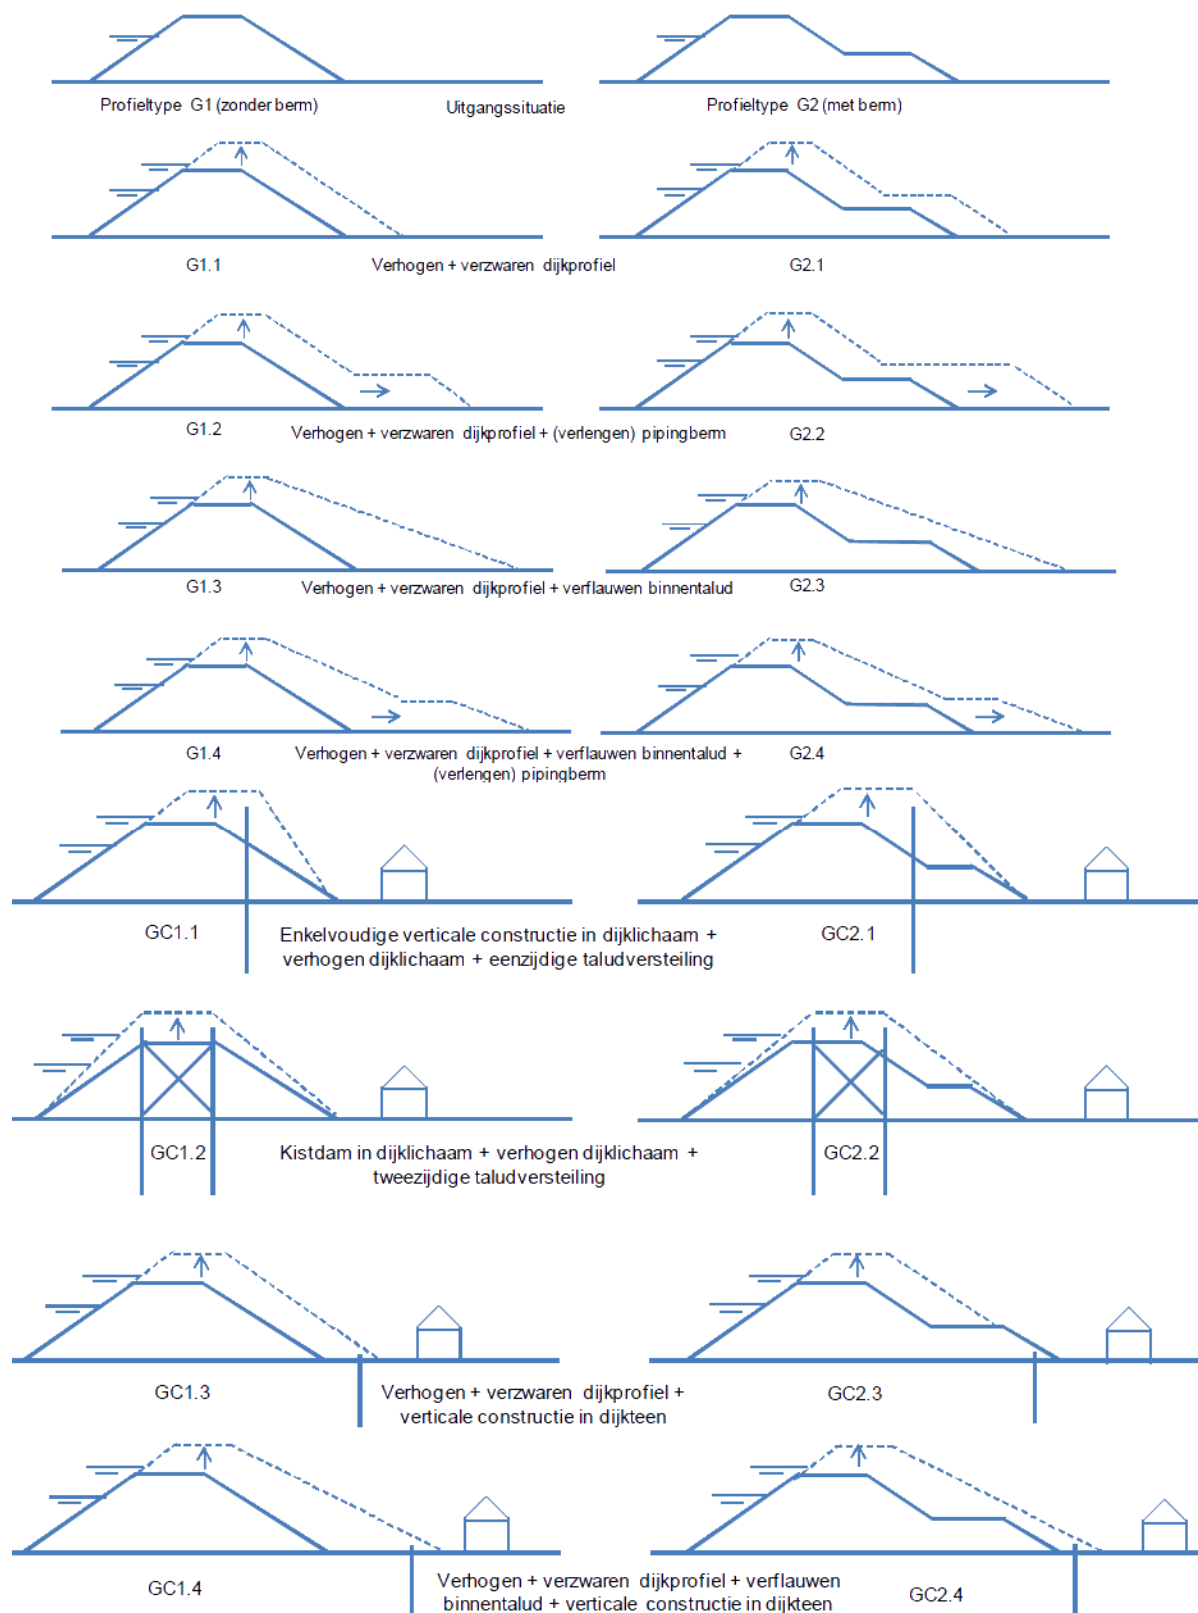 Profieltype G1 (zonder berm)
Uitgangssituatie
Profieltype G2 (met berm)
G1.1
Verhogen + verzwaren dijkprofiel
G2.1
G1.2
Verhogen + verzwaren dijkprofiel + (verlengen) pipingberm
G2.2
G1.3
Verhogen + verzwaren dijkprofiel + verflauwen binnentalud
G2.3
G1.4
Verhogen + verzwaren dijkprofiel + verflauwen binnentalud +
(verlengen) pipingberm
G2.4
GC1.1
Enkelvoudige verticale constructie in dijklichaam +
verhogen dijklichaam + eenzijdige taludversteiling
GC2.1
GC1.2
Kistdam in dijklichaam + verhogen dijklichaam +
tweezijdige taludversteiling
GC2.2
GC1.3
Verhogen + verzwaren dijkprofiel +
verticale constructie in dijkteen
GC2.3
GC1.4
Verhogen + verzwaren dijkprofiel + verflauwen
binnentalud + verticale constructie in dijkteen
GC2.4